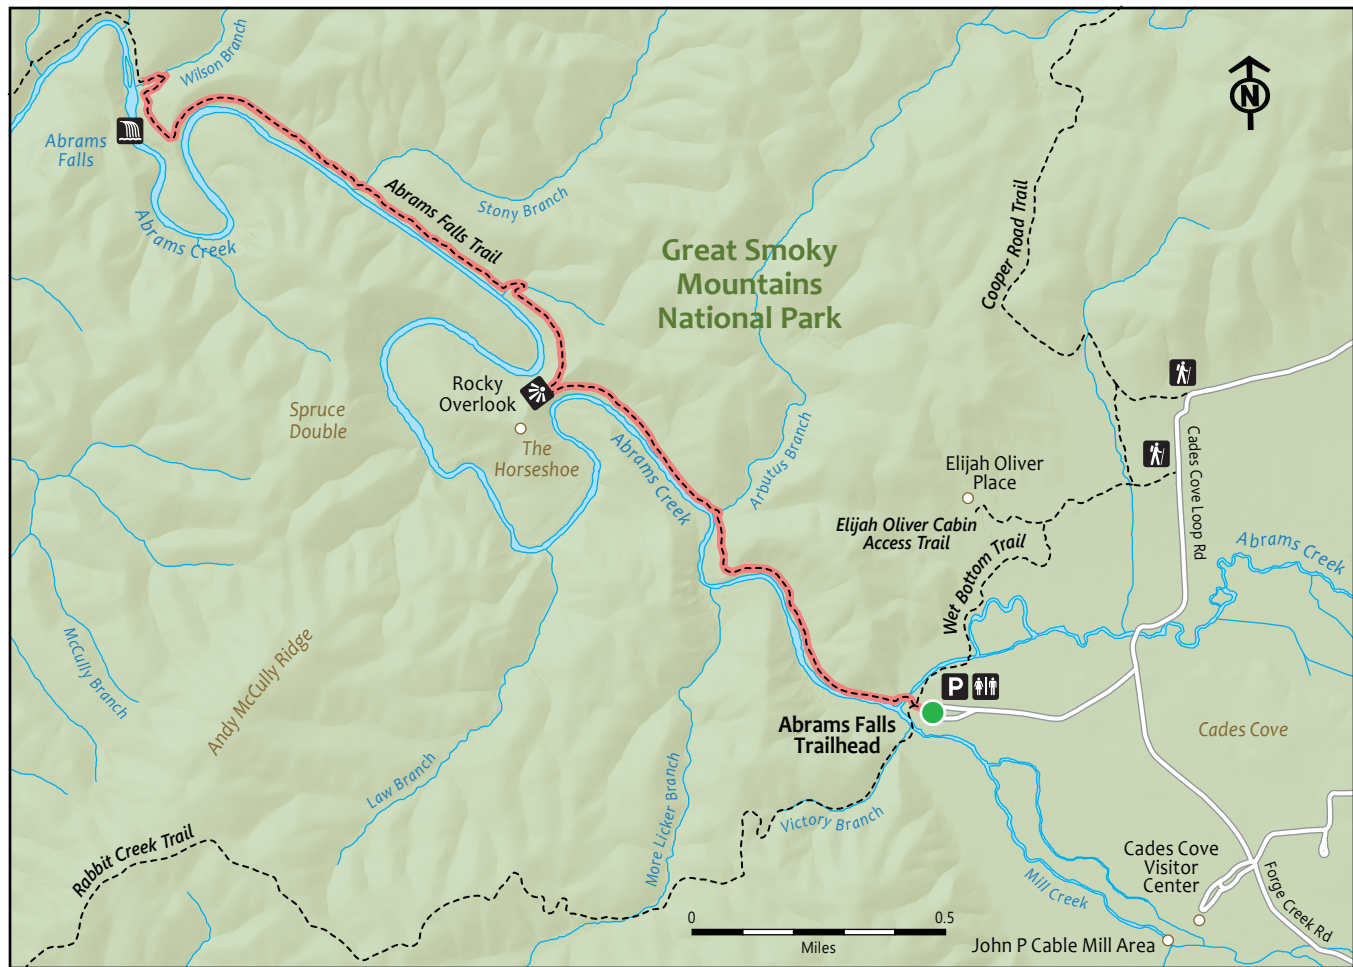 Wilson Branch
N
Abrams
Falls
Abrams Creek
Abrams Falls Trail
Stony Branch
Great Smoky
Mountains
National Park
Cooper Road Trail
Rocky
Overlook
Spruce
Double
The
Horseshoe
Abrams Creek
Arbutus Branch
Elijah Oliver
Place
Elijah Oliver Cabin
Access Trail
Wet Bottom Trail
Cades Cove Loop Rd
Abrams Creek
McCully Branch
Andy McCully Ridge
P
Abrams Falls
Trailhead
Cades Cove
Law Branch
More Licker Branch
Victory Branch
Rabbit Creek Trail
Cades Cove
Visitor
Center
Mill Creek
Forge Creek Rd
John P Cable Mill Area
0
0.5
Miles